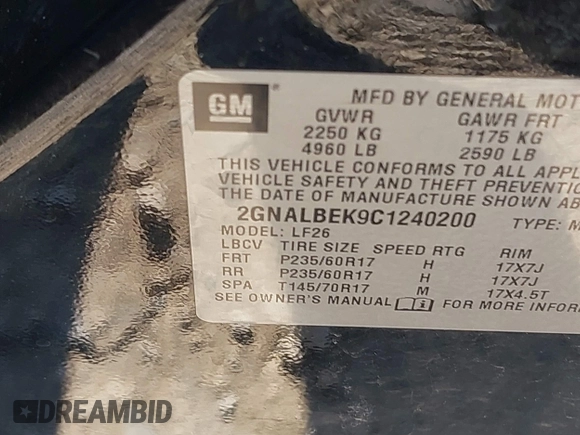 GM
MFD BY GENERAL MOT
GVWR GAWR FRT
2250 KG 1175 KG
4960 LB 2590 LB
THIS VEHICLE CONFORMS TO ALL APPL
VEHICLE SAFETY AND THEFT PREVENTIO
THE DATE OF MANUFACTURE SHOWN AB
2GNALBEK9C1240200 TYPE: M
MODEL: LF26
LBCV TIRE SIZE SPEED RTG RIM
FRT P235/60R17 H 17X7J
RR P235/60R17 H 17X7J
SPA T145/70R17 M 17X4.5T
SEE OWNER'S MANUAL FOR MORE INFOR
DREAMBID